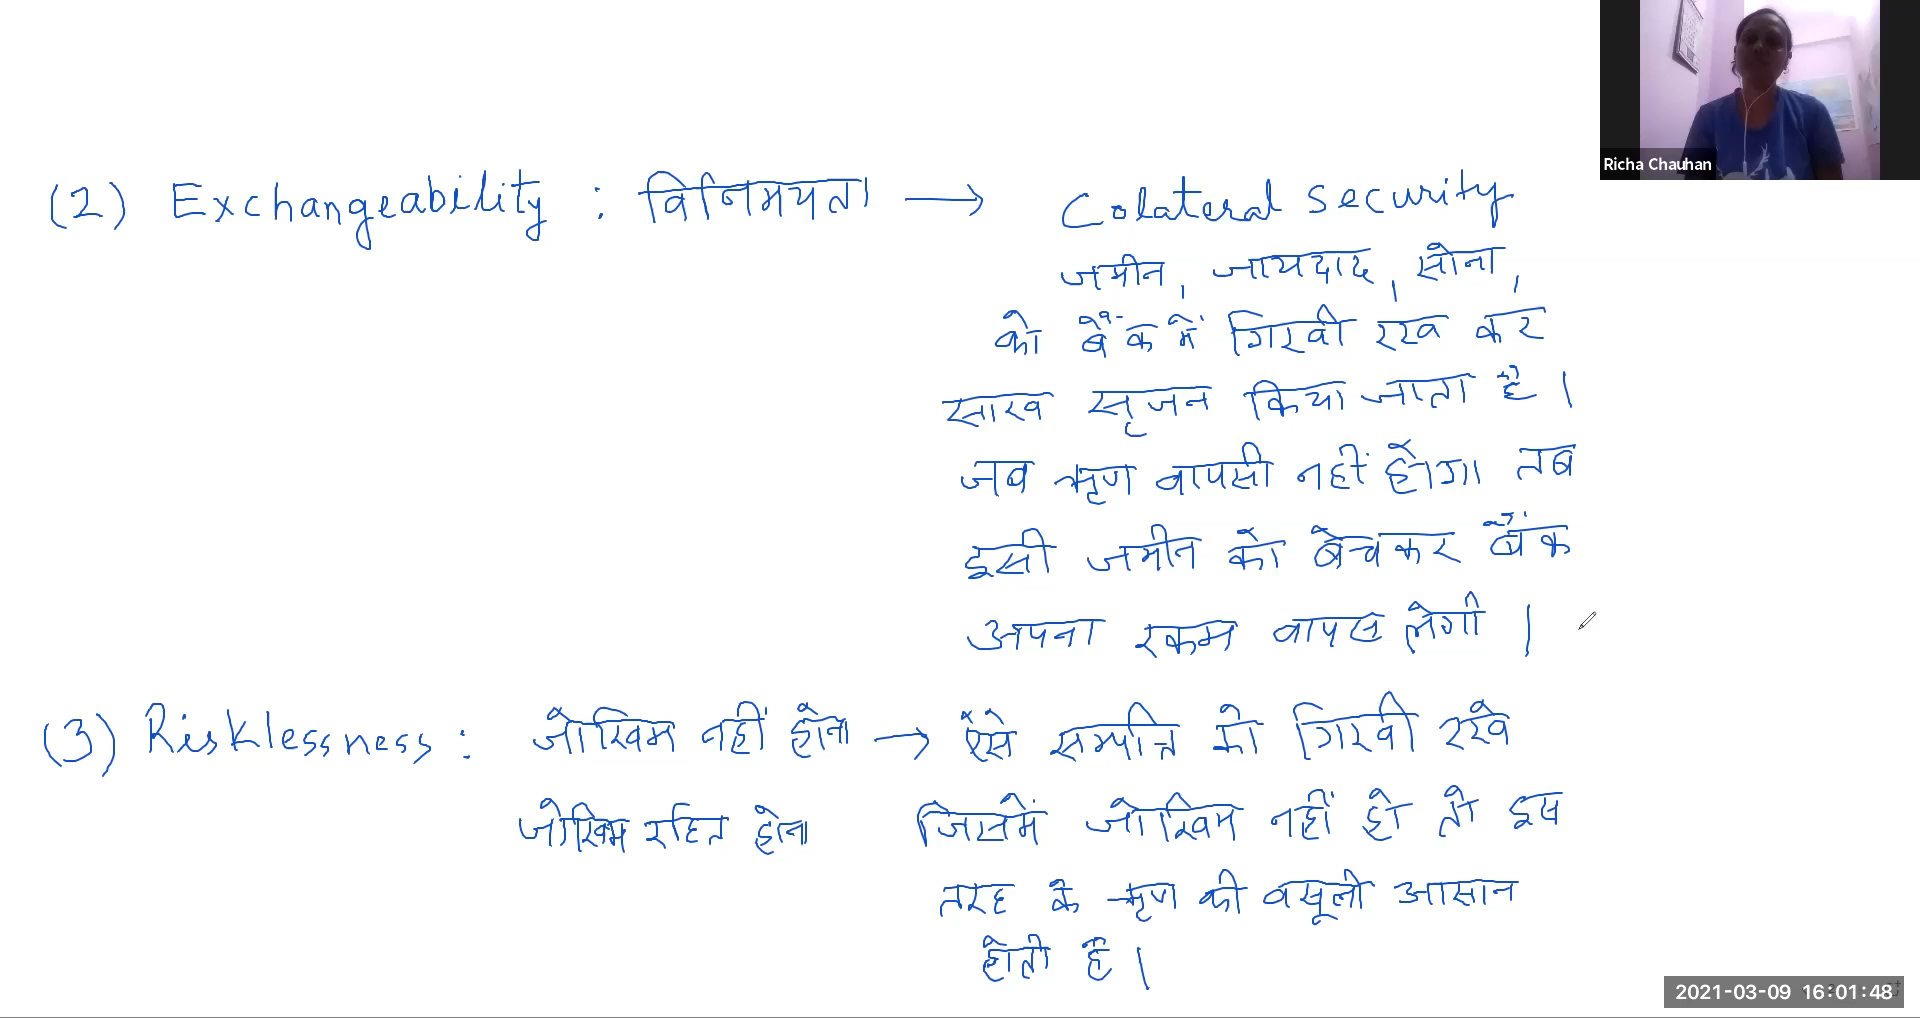 Richa Chauhan
(2) Exchangeability : विनिमयता → Colateral security
जमीन, जायदाद, सोना,
को बैंक में गिरवी रख कर
साख सृजन किया जाता है।
जब ऋण वापसी नहीं होगा तब
इसी जमीन को बेचकर बैंक
अपना रकम वापस लेगी।
(3) Risklessness : जोखिम नहीं होना → ऐसे सम्पत्ति को गिरवी रखे
जोखिम रहित होना जिसमें जोखिम नहीं हो तो इस
तरह के ऋण की वसूली आसान
होती है।
2021-03-09 16:01:48